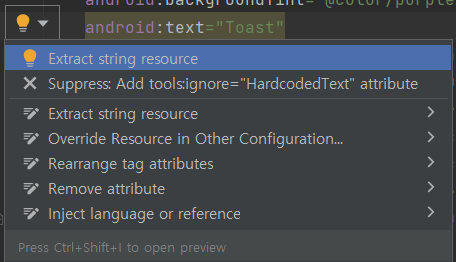 android:backgroundTint="@color/purple
android:text="Toast"
Extract string resource
Suppress: Add tools:ignore="HardcodedText" attribute
Extract string resource
Override Resource in Other Configuration...
Rearrange tag attributes
Remove attribute
Inject language or reference
Press Ctrl+Shift+I to open preview